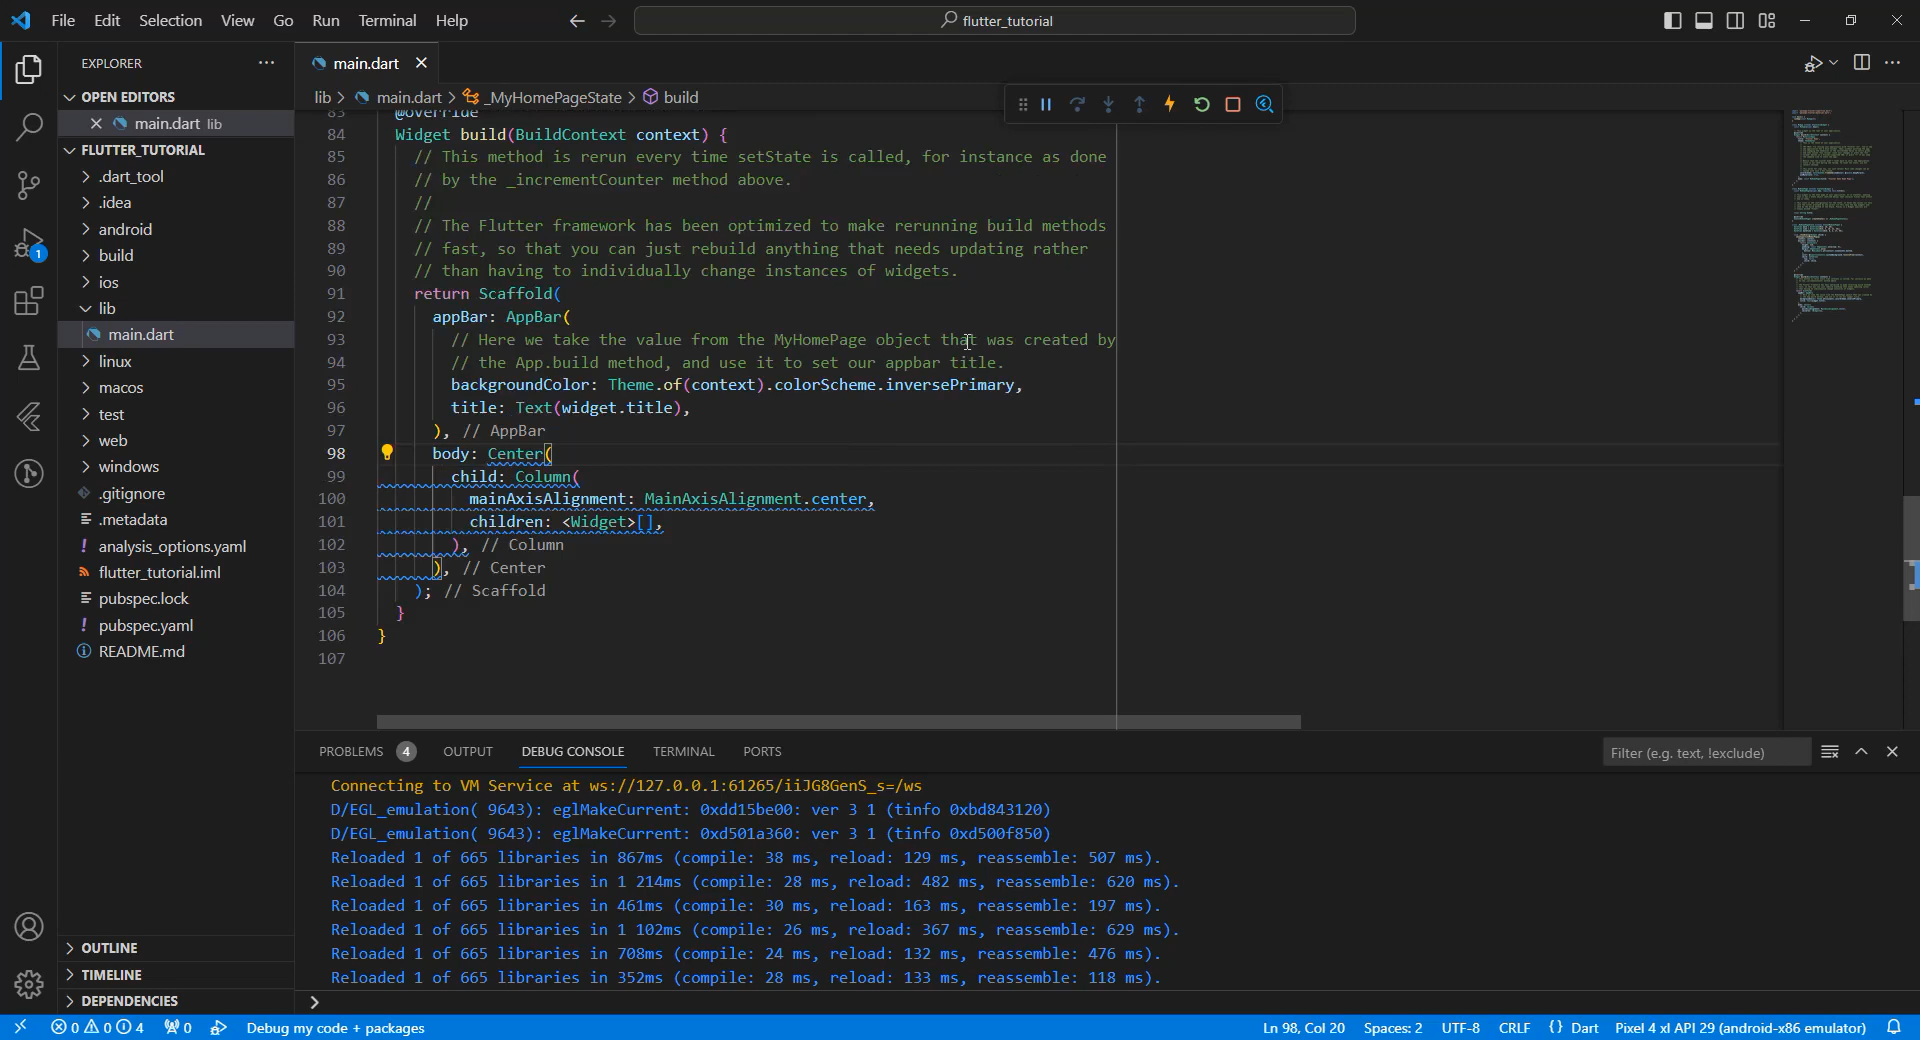 File Edit Selection View Go Run Terminal Help
flutter_tutorial
EXPLORER
OPEN EDITORS
main.dart lib
FLUTTER_TUTORIAL
.dart_tool
.idea
android
build
ios
lib
main.dart
linux
macos
test
web
windows
.gitignore
.metadata
analysis_options.yaml
flutter_tutorial.iml
pubspec.lock
pubspec.yaml
README.md
OUTLINE
TIMELINE
DEPENDENCIES
1
main.dart
lib > main.dart > _MyHomePageState > build
83 @override
84 Widget build(BuildContext context) {
85 // This method is rerun every time setState is called, for instance as done
86 // by the _incrementCounter method above.
87 //
88 // The Flutter framework has been optimized to make rerunning build methods
89 // fast, so that you can just rebuild anything that needs updating rather
90 // than having to individually change instances of widgets.
91 return Scaffold(
92 appBar: AppBar(
93 // Here we take the value from the MyHomePage object that was created by
94 // the App.build method, and use it to set our appbar title.
95 backgroundColor: Theme.of(context).colorScheme.inversePrimary,
96 title: Text(widget.title),
97 ), // AppBar
98 body: Center(
99 child: Column(
100 mainAxisAlignment: MainAxisAlignment.center,
101 children: <Widget>[],
102 ), // Column
103 ), // Center
104 ); // Scaffold
105 }
106 }
107
PROBLEMS 4 OUTPUT DEBUG CONSOLE TERMINAL PORTS
Filter (e.g. text, !exclude)
Connecting to VM Service at ws://127.0.0.1:61265/iiJG8GenS_s=/ws
D/EGL_emulation( 9643): eglMakeCurrent: 0xdd15be00: ver 3 1 (tinfo 0xbd843120)
D/EGL_emulation( 9643): eglMakeCurrent: 0xd501a360: ver 3 1 (tinfo 0xd500f850)
Reloaded 1 of 665 libraries in 867ms (compile: 38 ms, reload: 129 ms, reassemble: 507 ms).
Reloaded 1 of 665 libraries in 1 214ms (compile: 28 ms, reload: 482 ms, reassemble: 620 ms).
Reloaded 1 of 665 libraries in 461ms (compile: 30 ms, reload: 163 ms, reassemble: 197 ms).
Reloaded 1 of 665 libraries in 1 102ms (compile: 26 ms, reload: 367 ms, reassemble: 629 ms).
Reloaded 1 of 665 libraries in 708ms (compile: 24 ms, reload: 132 ms, reassemble: 476 ms).
Reloaded 1 of 665 libraries in 352ms (compile: 28 ms, reload: 133 ms, reassemble: 118 ms).
0 0 4 0 Debug my code + packages
Ln 98, Col 20 Spaces: 2 UTF-8 CRLF {} Dart Pixel 4 xl API 29 (android-x86 emulator)